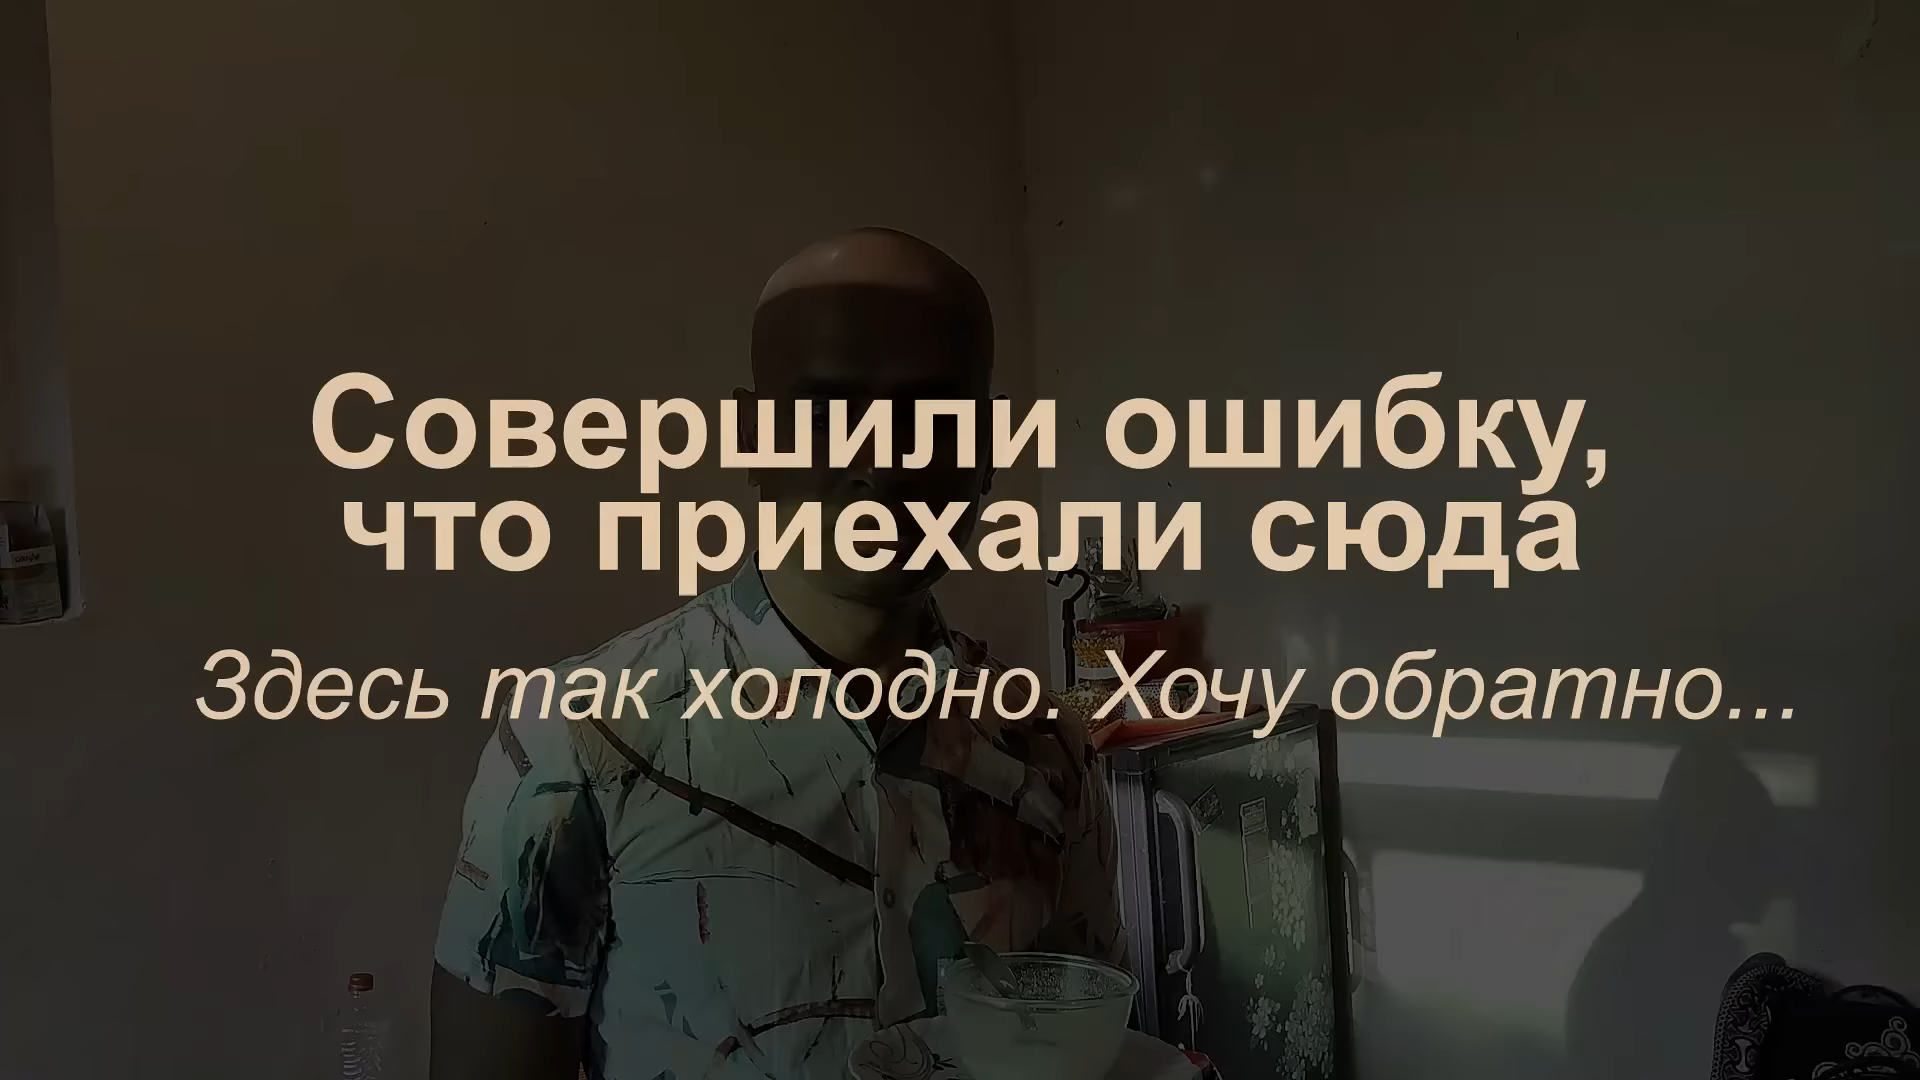 Совершили ошибку,
что приехали сюда
Здесь так холодно. Хочу обратно...